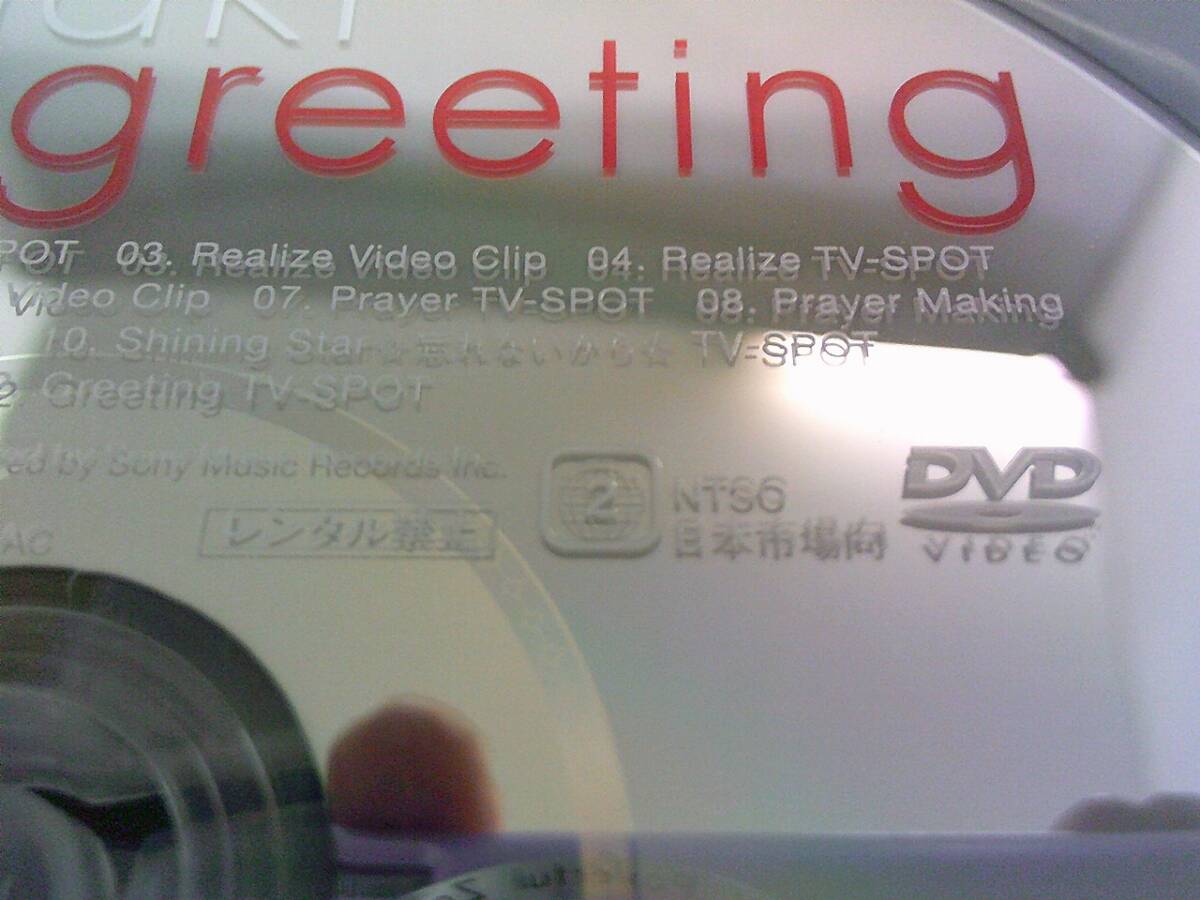 greeting
POT 03. Realize Video Clip 04. Realize TV-SPOT
Video Clip 07. Prayer TV-SPOT 08. Prayer Making
10. Shining Star☆忘れないから☆ TV-SPOT
2. Greeting TV-SPOT
ed by Sony Music Records Inc.
レンタル禁止
2
NTSC
日本市場向
DVD
VIDEO